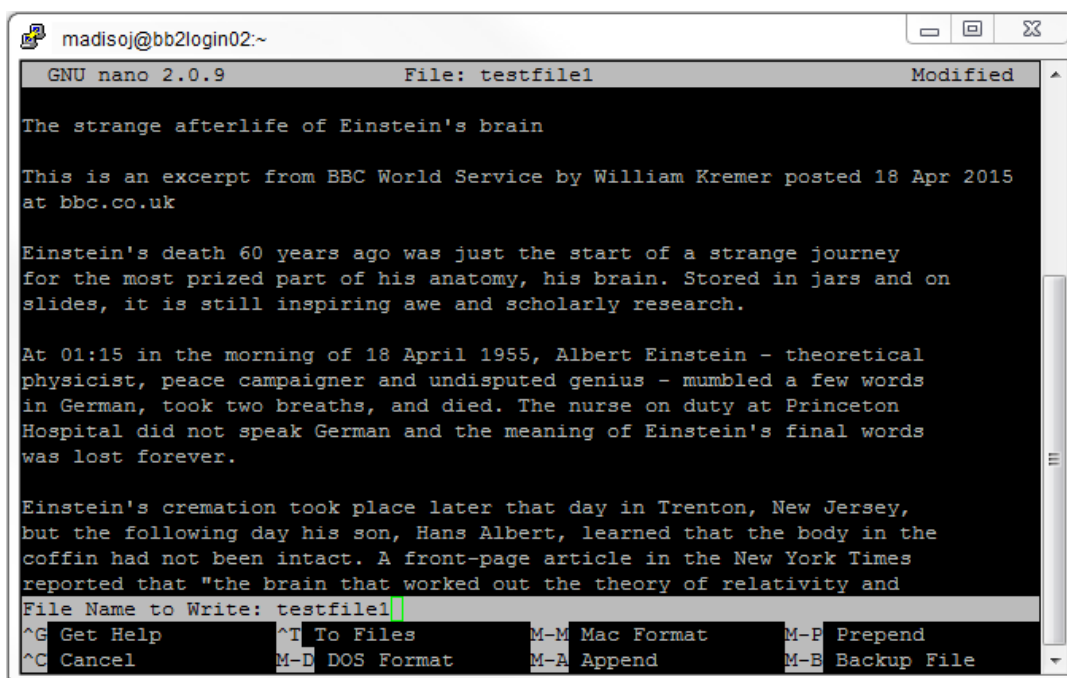 madisoj@bb2login02:~
GNU nano 2.0.9 File: testfile1 Modified
The strange afterlife of Einstein's brain
This is an excerpt from BBC World Service by William Kremer posted 18 Apr 2015
at bbc.co.uk
Einstein's death 60 years ago was just the start of a strange journey
for the most prized part of his anatomy, his brain. Stored in jars and on
slides, it is still inspiring awe and scholarly research.
At 01:15 in the morning of 18 April 1955, Albert Einstein - theoretical
physicist, peace campaigner and undisputed genius - mumbled a few words
in German, took two breaths, and died. The nurse on duty at Princeton
Hospital did not speak German and the meaning of Einstein's final words
was lost forever.
Einstein's cremation took place later that day in Trenton, New Jersey,
but the following day his son, Hans Albert, learned that the body in the
coffin had not been intact. A front-page article in the New York Times
reported that "the brain that worked out the theory of relativity and
File Name to Write: testfile1
^G Get Help ^T To Files M-M Mac Format M-P Prepend
^C Cancel M-D DOS Format M-A Append M-B Backup File